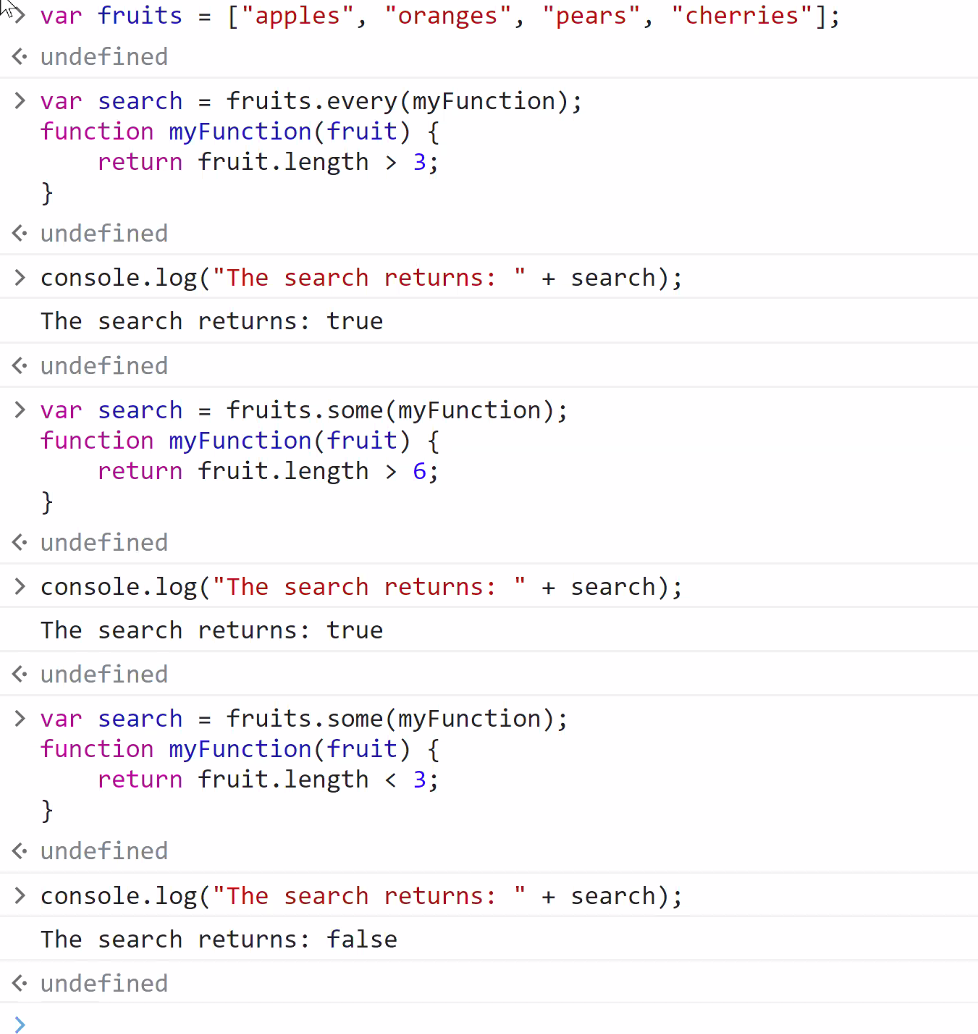 > var fruits = ["apples", "oranges", "pears", "cherries"];
undefined
> var search = fruits.every(myFunction);
function myFunction(fruit) {
    return fruit.length > 3;
}
undefined
> console.log("The search returns: " + search);
The search returns: true
undefined
> var search = fruits.some(myFunction);
function myFunction(fruit) {
    return fruit.length > 6;
}
undefined
> console.log("The search returns: " + search);
The search returns: true
undefined
> var search = fruits.some(myFunction);
function myFunction(fruit) {
    return fruit.length < 3;
}
undefined
> console.log("The search returns: " + search);
The search returns: false
undefined
>